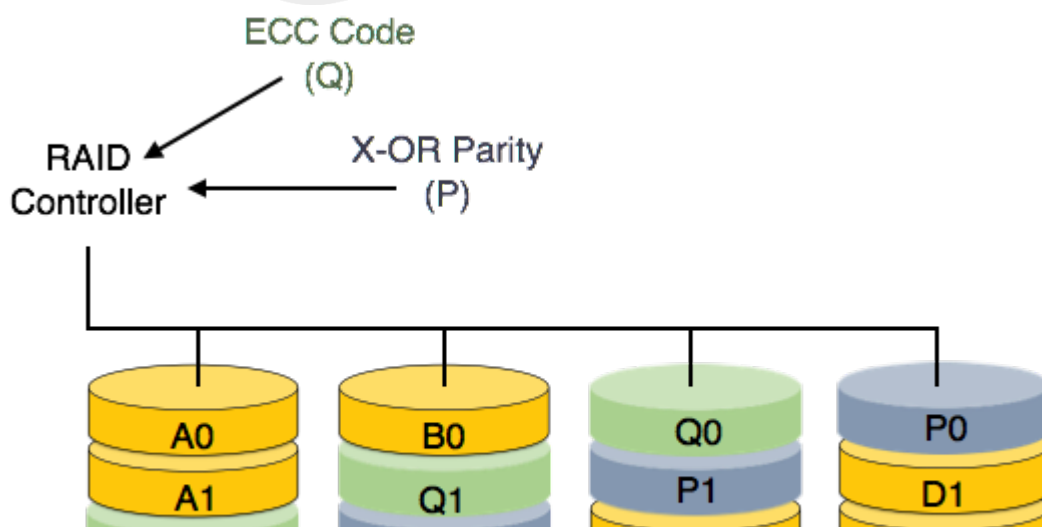 ECC Code
(Q)
X-OR Parity
(P)
RAID
Controller
A0
B0
Q0
P0
A1
Q1
P1
D1